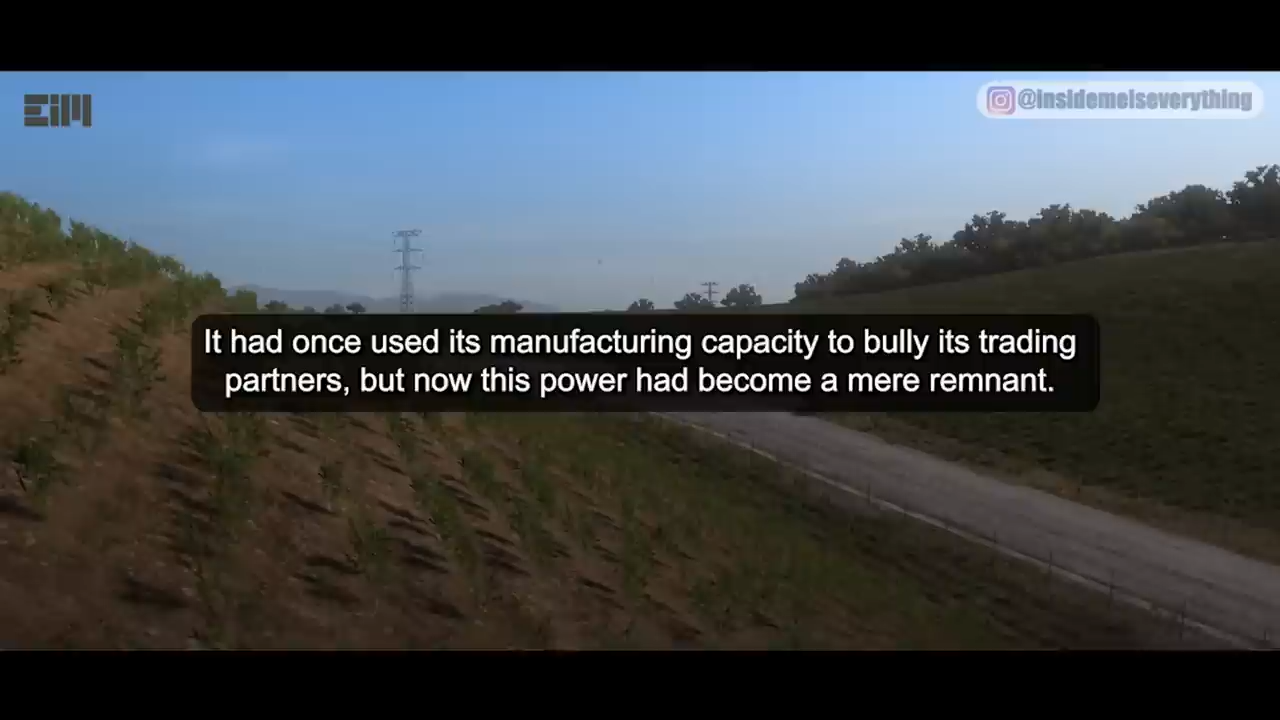 EIM
@insidemeiseverything
It had once used its manufacturing capacity to bully its trading
partners, but now this power had become a mere remnant.